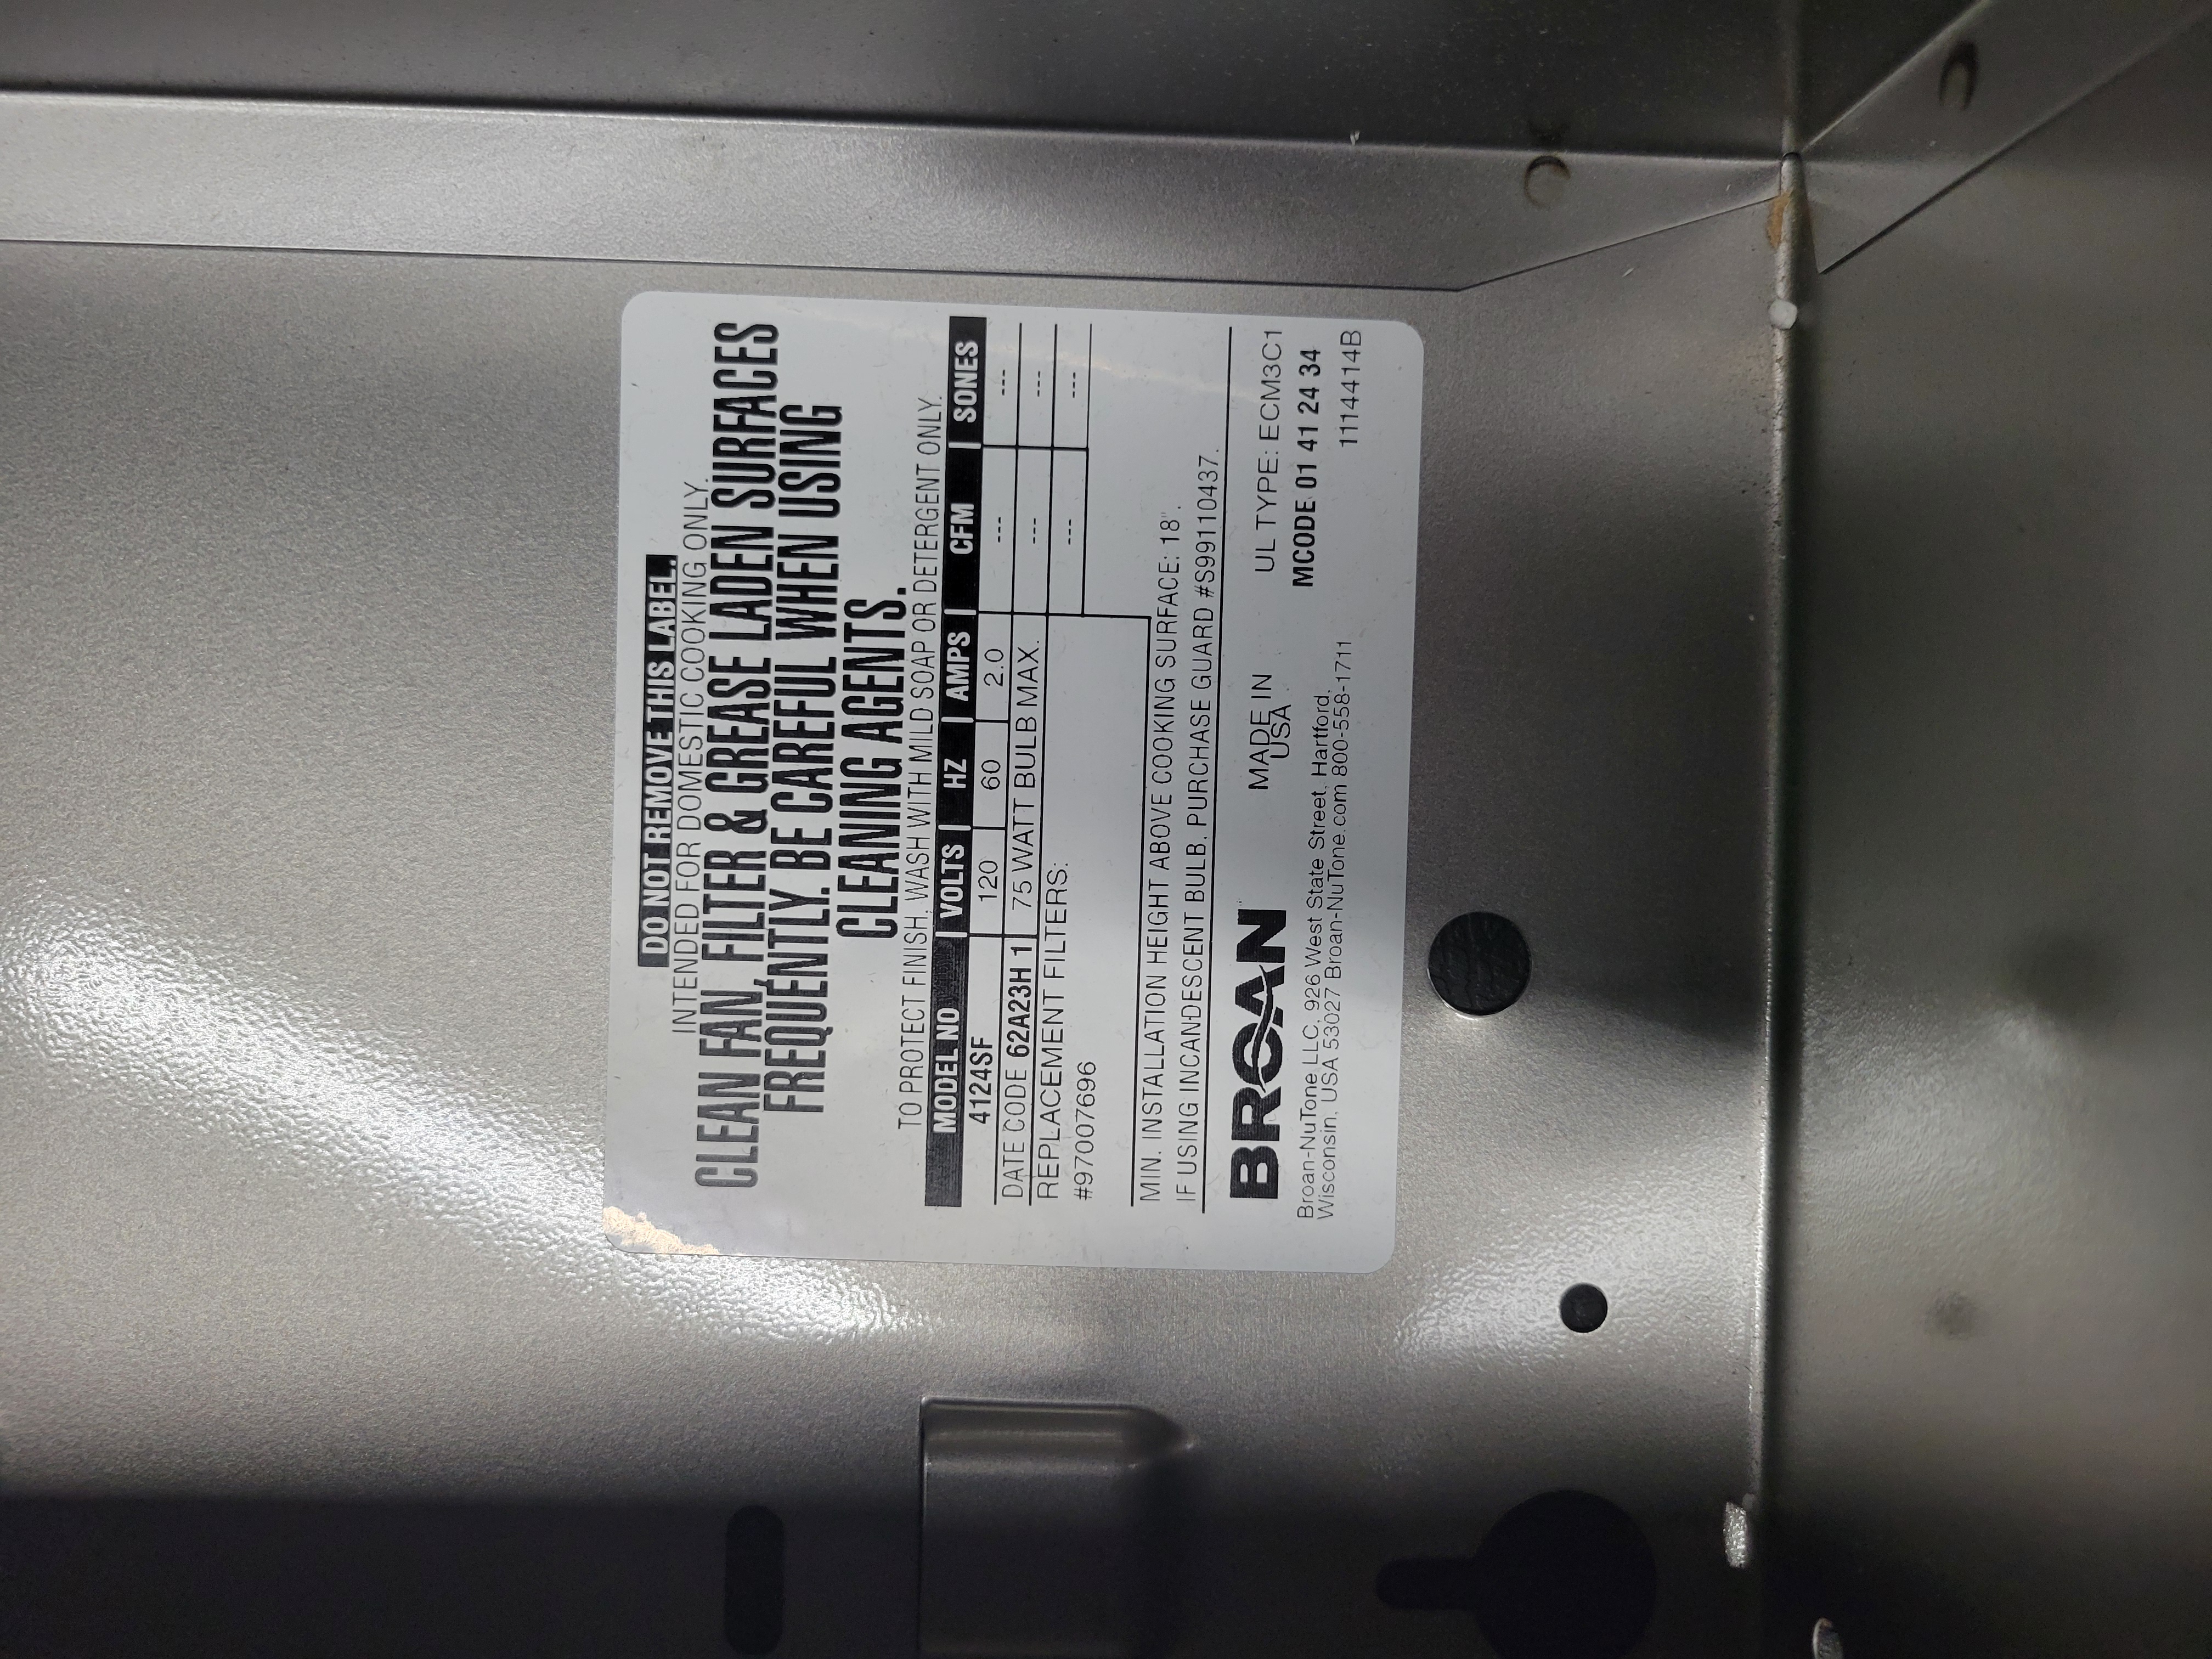 DO NOT REMOVE THIS LABEL.
INTENDED FOR DOMESTIC COOKING ONLY.
CLEAN FAN, FILTER & GREASE LADEN SURFACES
FREQUENTLY. BE CAREFUL WHEN USING
CLEANING AGENTS.
TO PROTECT FINISH, WASH WITH MILD SOAP OR DETERGENT ONLY.
MODEL NO VOLTS HZ AMPS CFM SONES
4124SF 120 60 2.0 --- ---
DATE CODE 62A23H 1 75 WATT BULB MAX. --- ---
REPLACEMENT FILTERS: --- ---
#97007696
MIN. INSTALLATION HEIGHT ABOVE COOKING SURFACE: 18".
IF USING INCANDESCENT BULB, PURCHASE GUARD #S99110437.
BROAN
MADE IN
USA
UL TYPE: ECM3C1
MCODE 01 41 24 34
1114414B
Broan-NuTone LLC, 926 West State Street, Hartford,
Wisconsin, USA 53027 Broan-NuTone.com 800-558-1711